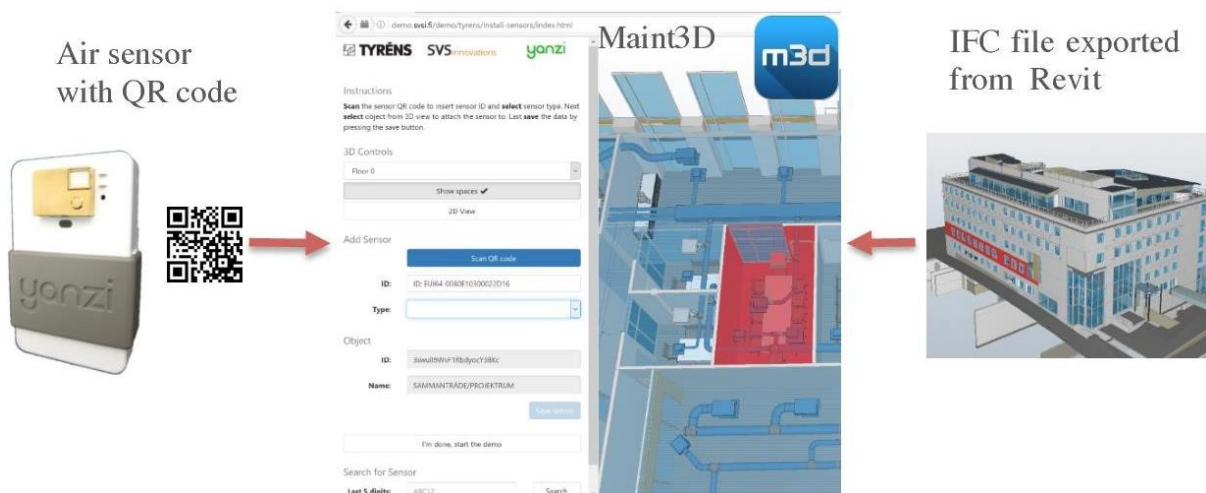 Air sensor
with QR code
yanzi
demo.svsi.fi/demo/tyrens/install-sensors/index.html
TYRÉNS SVSinnovations yanzi
Instructions
Scan the sensor QR code to insert sensor ID and select sensor type. Next
select object from 3D view to attach the sensor to. Last save the data by
pressing the save button.
3D Controls
Floor 0
Show spaces ✔
2D View
Add Sensor
Scan QR code
ID: ID: EUI64-0080E10300022D16
Type:
Object
ID:
Name: SAMMANTRÄDE/PROJEKTRUM
Save sensor
I'm done, start the demo
Search for Sensor
Last 5 digits: ABC12 Search
Maint3D
m3d
IFC file exported
from Revit